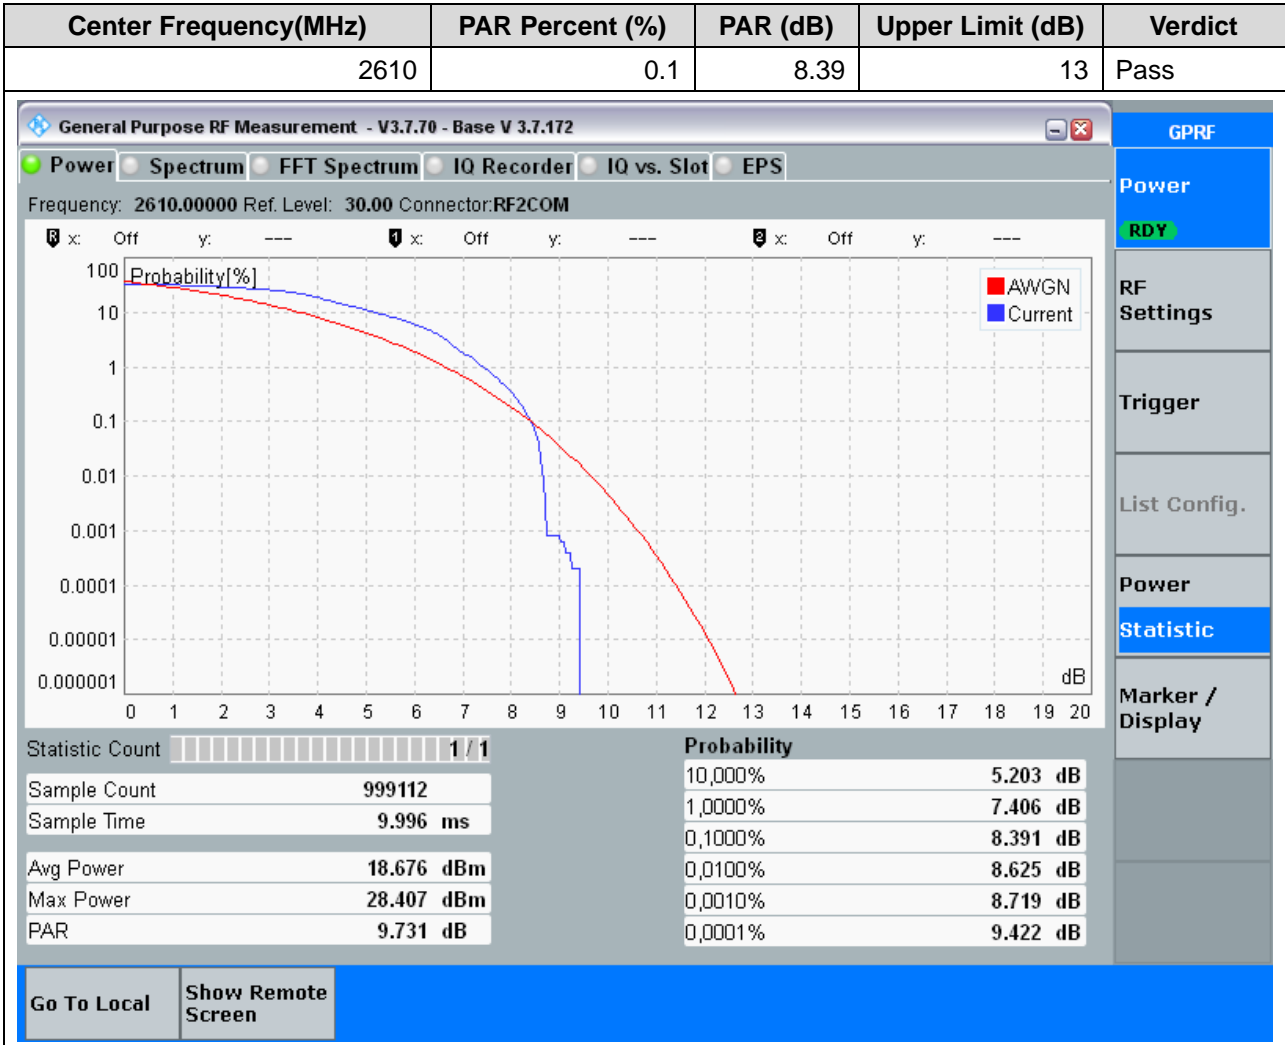 Center Frequency(MHz) PAR Percent (%) PAR (dB) Upper Limit (dB) Verdict
2610 0.1 8.39 13 Pass
General Purpose RF Measurement - V3.7.70 - Base V 3.7.172
GPRF
Power Spectrum FFT Spectrum IQ Recorder IQ vs. Slot EPS
Frequency: 2610.00000 Ref. Level: 30.00 Connector:RF2COM
R x: Off y: --- 1 x: Off y: --- 2 x: Off y: ---
Probability[%]
100
10
1
0.1
0.01
0.001
0.0001
0.00001
0.000001
AWGN
Current
dB
0 1 2 3 4 5 6 7 8 9 10 11 12 13 14 15 16 17 18 19 20
Statistic Count 1 / 1
Sample Count 999112
Sample Time 9.996 ms
Avg Power 18.676 dBm
Max Power 28.407 dBm
PAR 9.731 dB
Probability
10,000% 5.203 dB
1,0000% 7.406 dB
0,1000% 8.391 dB
0,0100% 8.625 dB
0,0010% 8.719 dB
0,0001% 9.422 dB
Power
RDY
RF
Settings
Trigger
List Config.
Power
Statistic
Marker /
Display
Go To Local
Show Remote
Screen